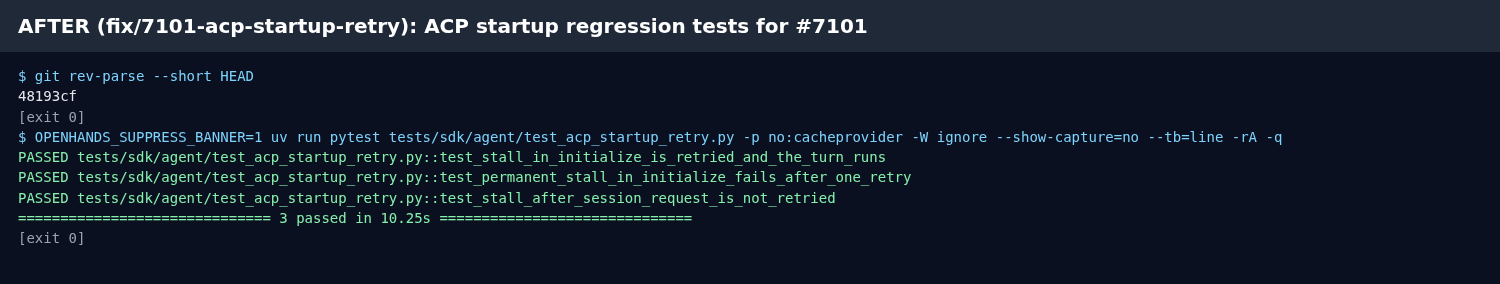 AFTER (fix/7101-acp-startup-retry): ACP startup regression tests for #7101
$ git rev-parse --short HEAD
48193cf
[exit 0]
$ OPENHANDS_SUPPRESS_BANNER=1 uv run pytest tests/sdk/agent/test_acp_startup_retry.py -p no:cacheprovider -W ignore --show-capture=no --tb=line -rA -q
PASSED tests/sdk/agent/test_acp_startup_retry.py::test_stall_in_initialize_is_retried_and_the_turn_runs
PASSED tests/sdk/agent/test_acp_startup_retry.py::test_permanent_stall_in_initialize_fails_after_one_retry
PASSED tests/sdk/agent/test_acp_startup_retry.py::test_stall_after_session_request_is_not_retried
============================== 3 passed in 10.25s ==============================
[exit 0]